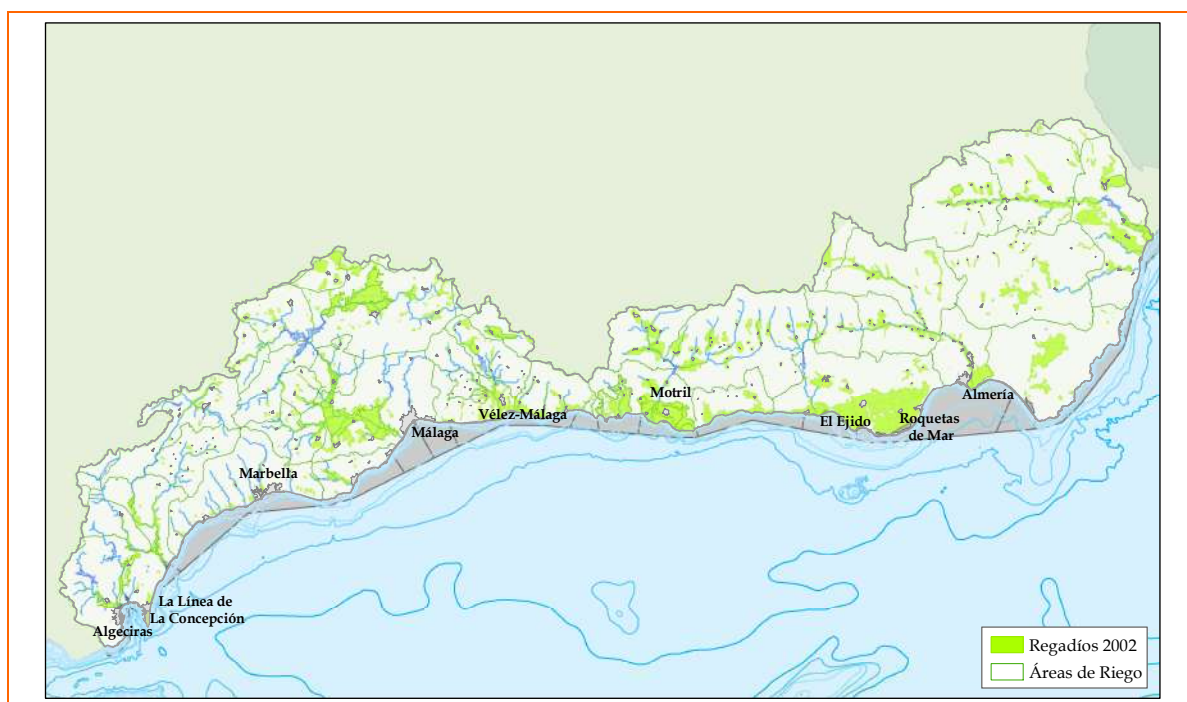 Motril
Almería
Vélez-Málaga
El Ejido
Roquetas
de Mar
Málaga
Marbella
La Línea de
La Concepción
Algeciras
Regadíos 2002
Áreas de Riego